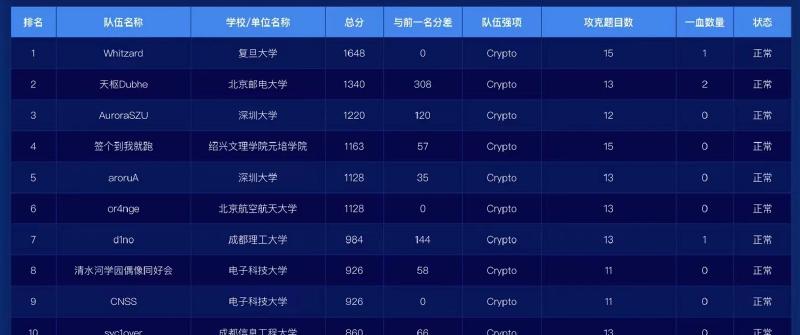 排名 队伍名称 学校/单位名称 总分 与前一名分差 队伍强项 攻克题目数 一血数量 状态
1 Whitzard 复旦大学 1648 0 Crypto 15 1 正常
2 天枢Dubhe 北京邮电大学 1340 308 Crypto 13 2 正常
3 AuroraSZU 深圳大学 1220 120 Crypto 12 0 正常
4 签个到我就跑 绍兴文理学院元培学院 1163 57 Crypto 15 0 正常
5 aroruA 深圳大学 1128 35 Crypto 13 0 正常
6 or4nge 北京航空航天大学 1128 0 Crypto 13 0 正常
7 d1no 成都理工大学 984 144 Crypto 13 1 正常
8 清水河学园偶像同好会 电子科技大学 926 58 Crypto 11 0 正常
9 CNSS 电子科技大学 926 0 Crypto 11 0 正常
10 syc1over 成都信息工程大学 860 66 Crypto 13 0 正常